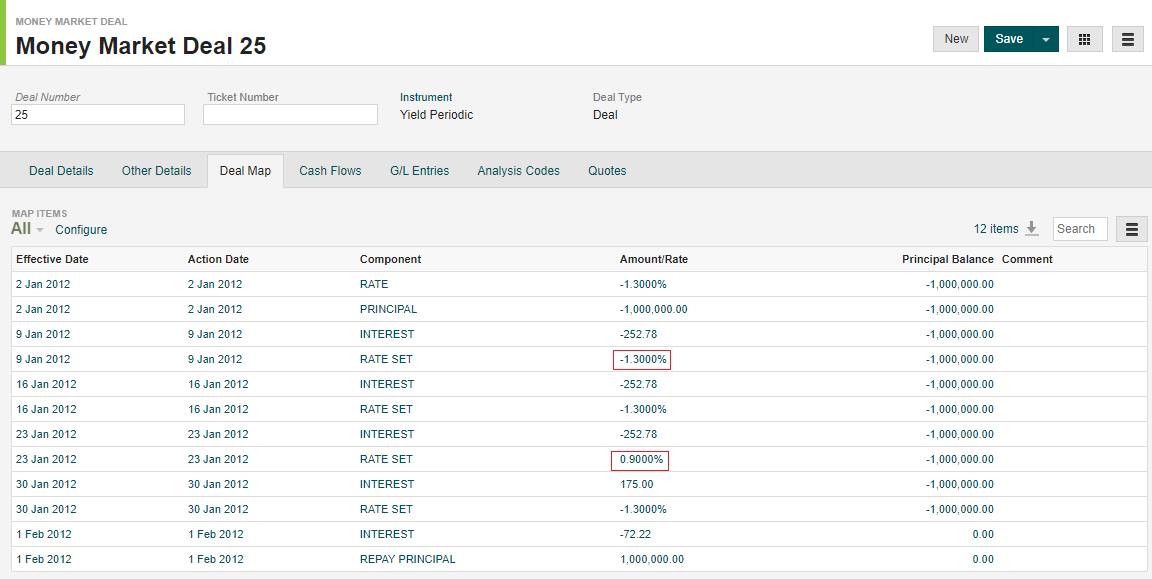 MONEY MARKET DEAL
Money Market Deal 25
New Save
Deal Number Ticket Number Instrument Deal Type
25 Yield Periodic Deal
Deal Details Other Details Deal Map Cash Flows G/L Entries Analysis Codes Quotes
MAP ITEMS
All Configure 12 items Search
Effective Date Action Date Component Amount/Rate Principal Balance Comment
2 Jan 2012 2 Jan 2012 RATE -1.3000% -1,000,000.00
2 Jan 2012 2 Jan 2012 PRINCIPAL -1,000,000.00 -1,000,000.00
9 Jan 2012 9 Jan 2012 INTEREST -252.78 -1,000,000.00
9 Jan 2012 9 Jan 2012 RATE SET -1.3000% -1,000,000.00
16 Jan 2012 16 Jan 2012 INTEREST -252.78 -1,000,000.00
16 Jan 2012 16 Jan 2012 RATE SET -1.3000% -1,000,000.00
23 Jan 2012 23 Jan 2012 INTEREST -252.78 -1,000,000.00
23 Jan 2012 23 Jan 2012 RATE SET 0.9000% -1,000,000.00
30 Jan 2012 30 Jan 2012 INTEREST 175.00 -1,000,000.00
30 Jan 2012 30 Jan 2012 RATE SET -1.3000% -1,000,000.00
1 Feb 2012 1 Feb 2012 INTEREST -72.22 0.00
1 Feb 2012 1 Feb 2012 REPAY PRINCIPAL 1,000,000.00 0.00